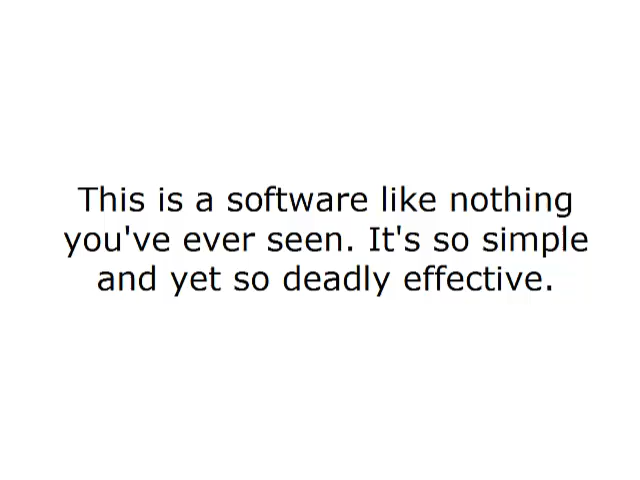 This is a software like nothing
you've ever seen. It's so simple
and yet so deadly effective.